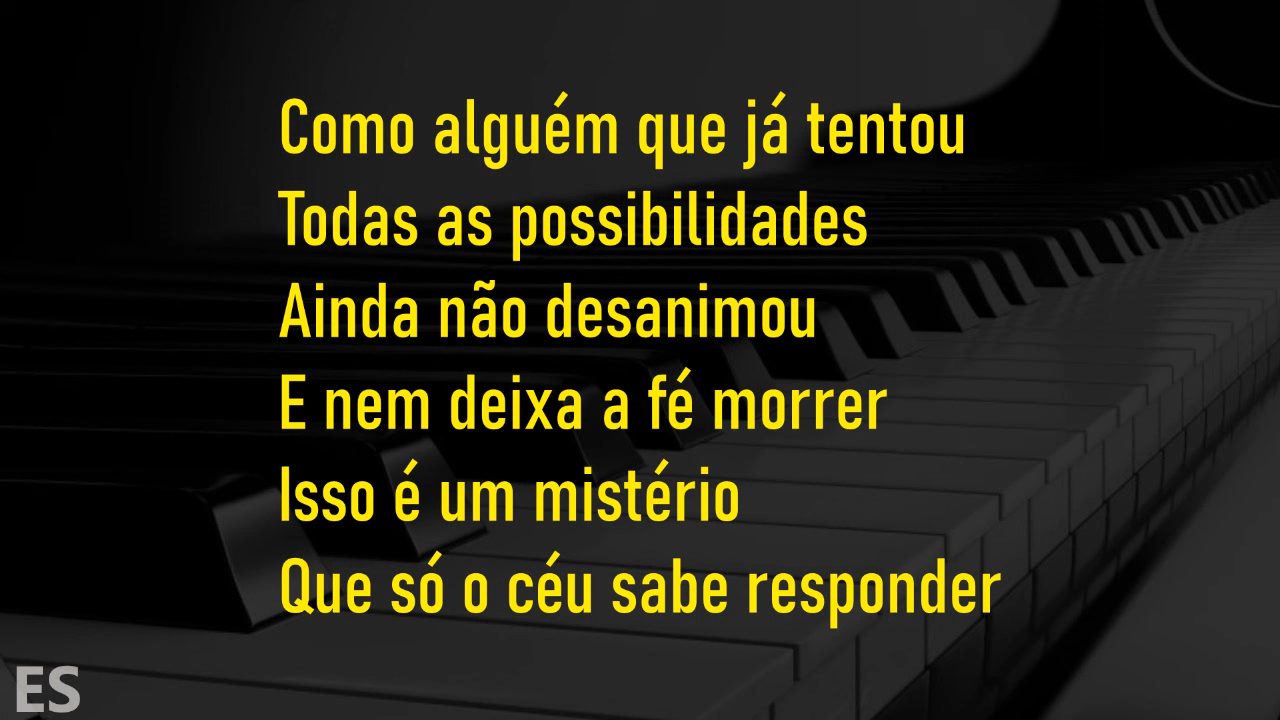 Como alguém que já tentou
Todas as possibilidades
Ainda não desanimou
E nem deixa a fé morrer
Isso é um mistério
Que só o céu sabe responder
ES